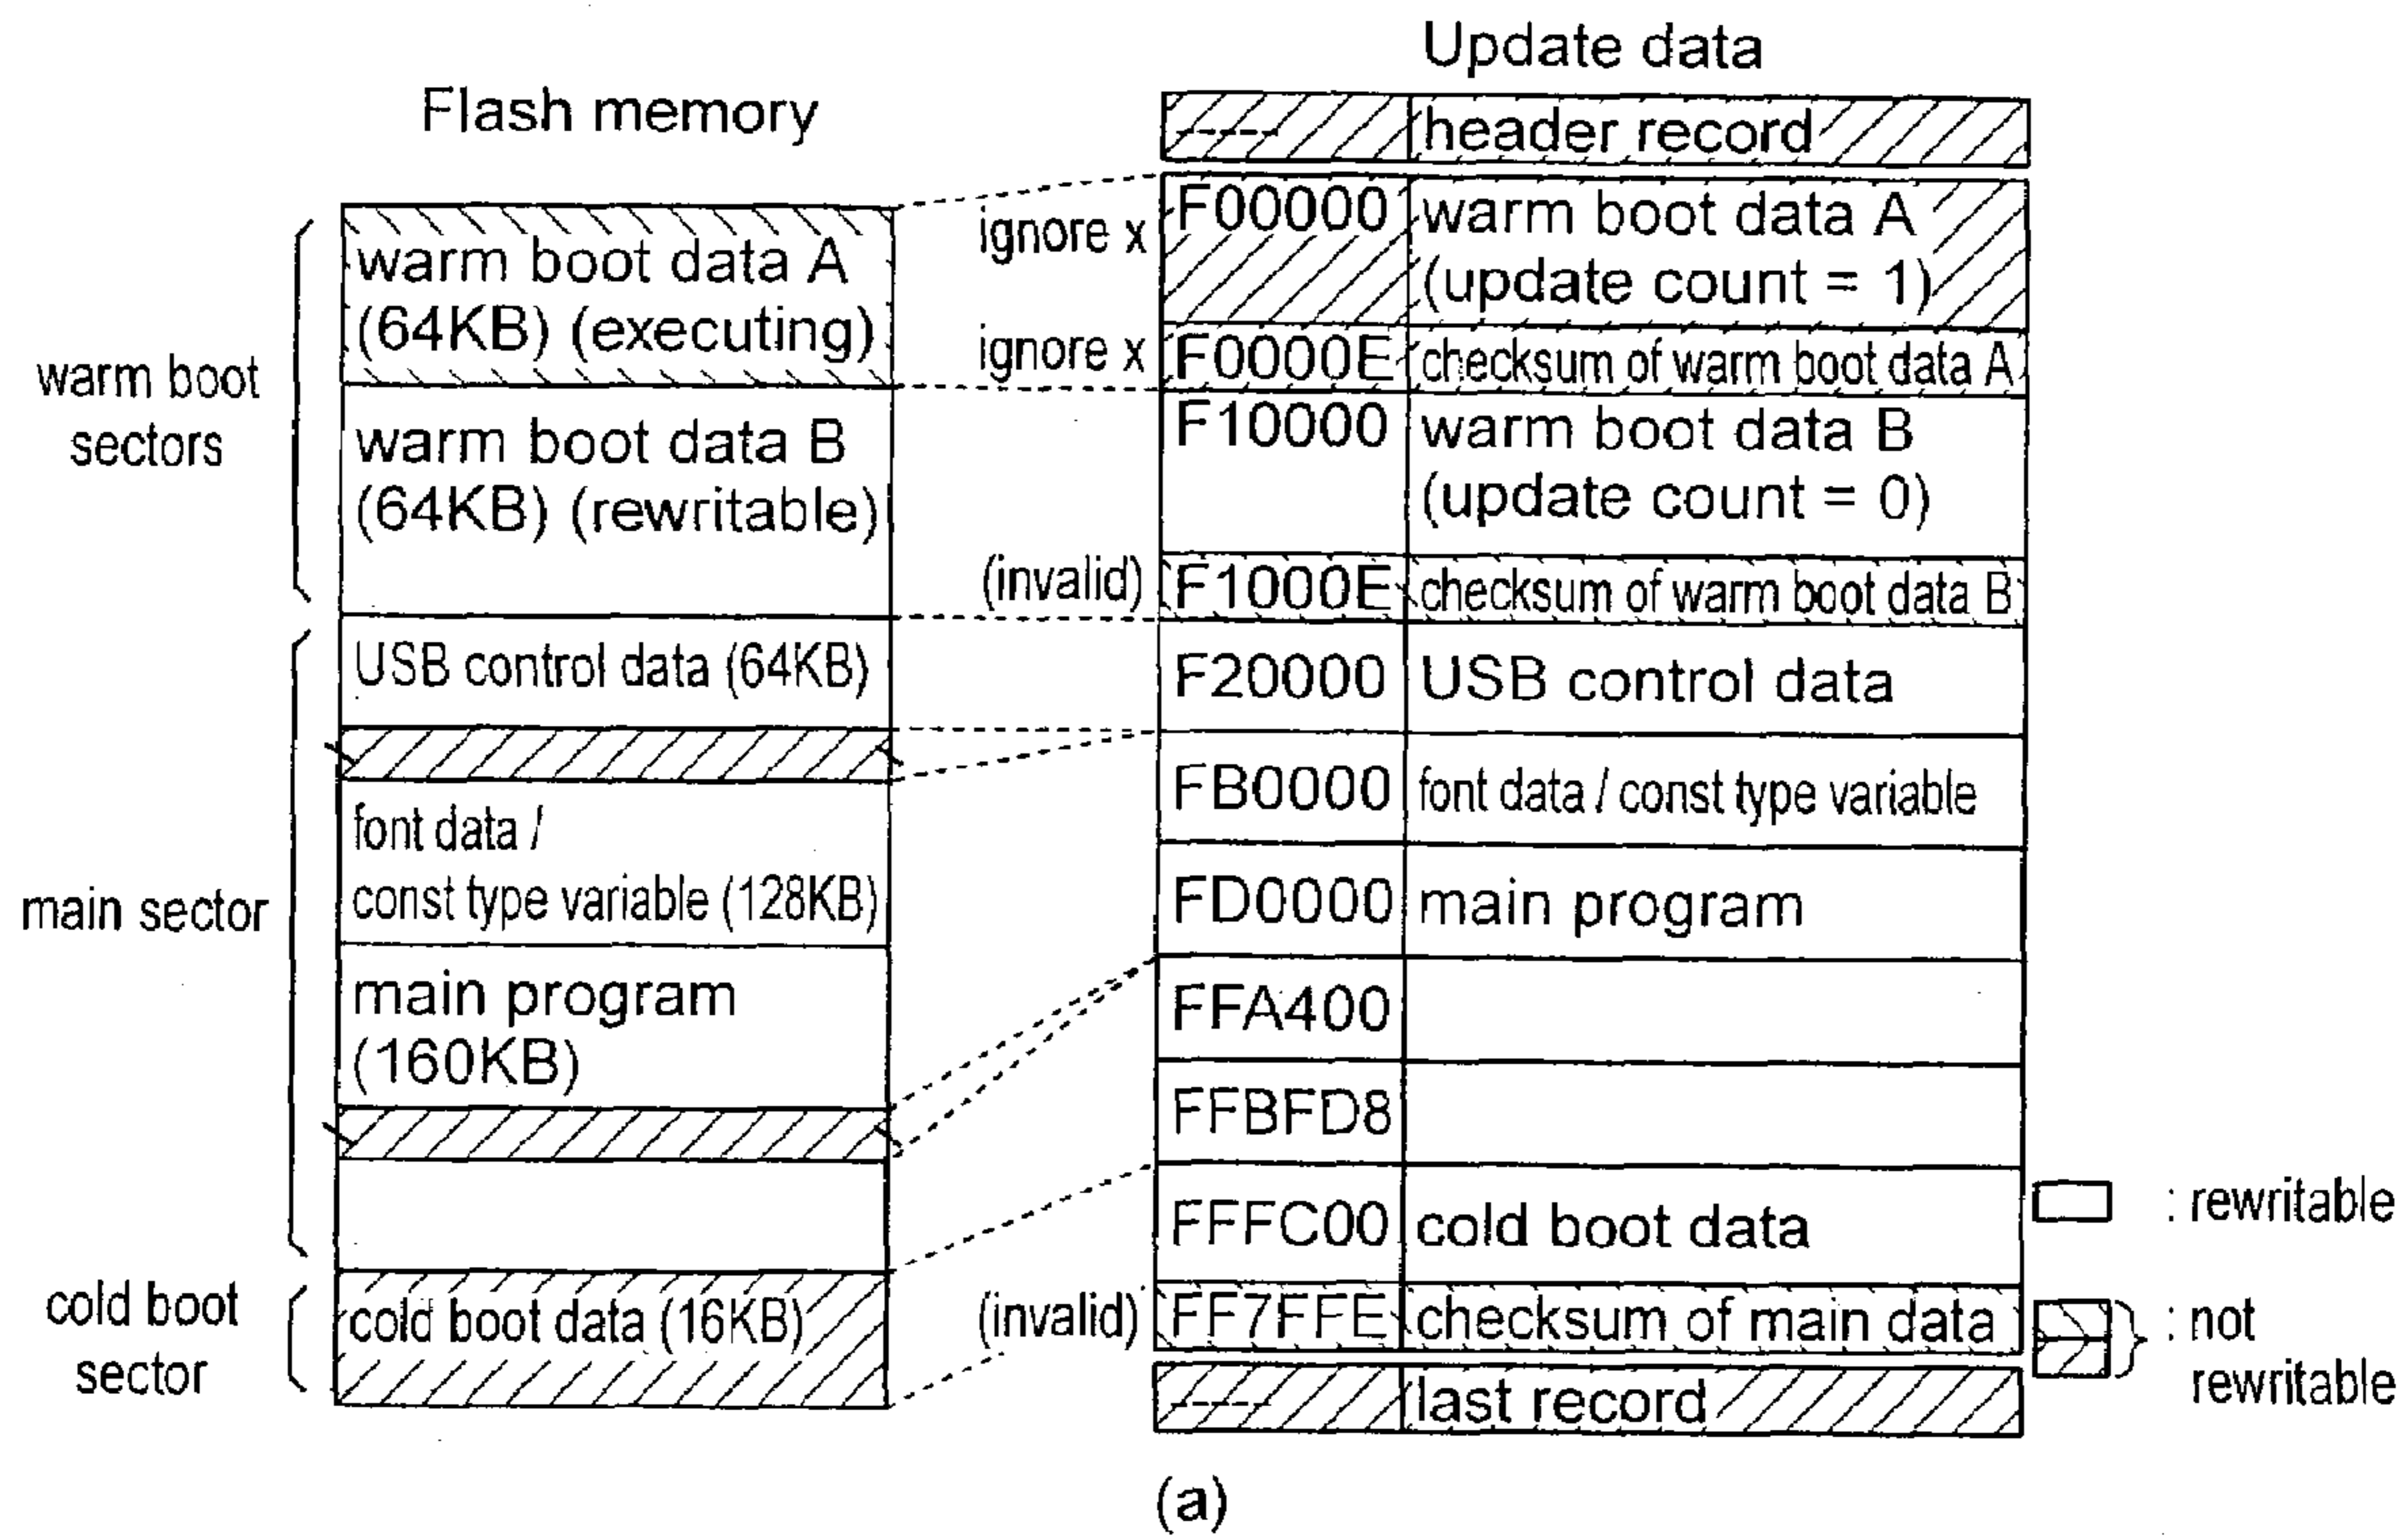 Update data
Flash memory
header record
warm boot sectors
warm boot data A
(64KB) (executing)
warm boot data B
(64KB) (rewritable)
ignore x
F00000 warm boot data A
(update count = 1)
ignore x
F0000E checksum of warm boot data A
F10000 warm boot data B
(update count = 0)
(invalid)
F1000E checksum of warm boot data B
main sector
USB control data (64KB)
font data /
const type variable (128KB)
main program
(160KB)
F20000 USB control data
FB0000 font data / const type variable
FD0000 main program
FFA400
FFBFD8
FFFC00 cold boot data
cold boot
sector
cold boot data (16KB)
(invalid)
FF7FFE checksum of main data
last record
: rewritable
: not
rewritable
(a)